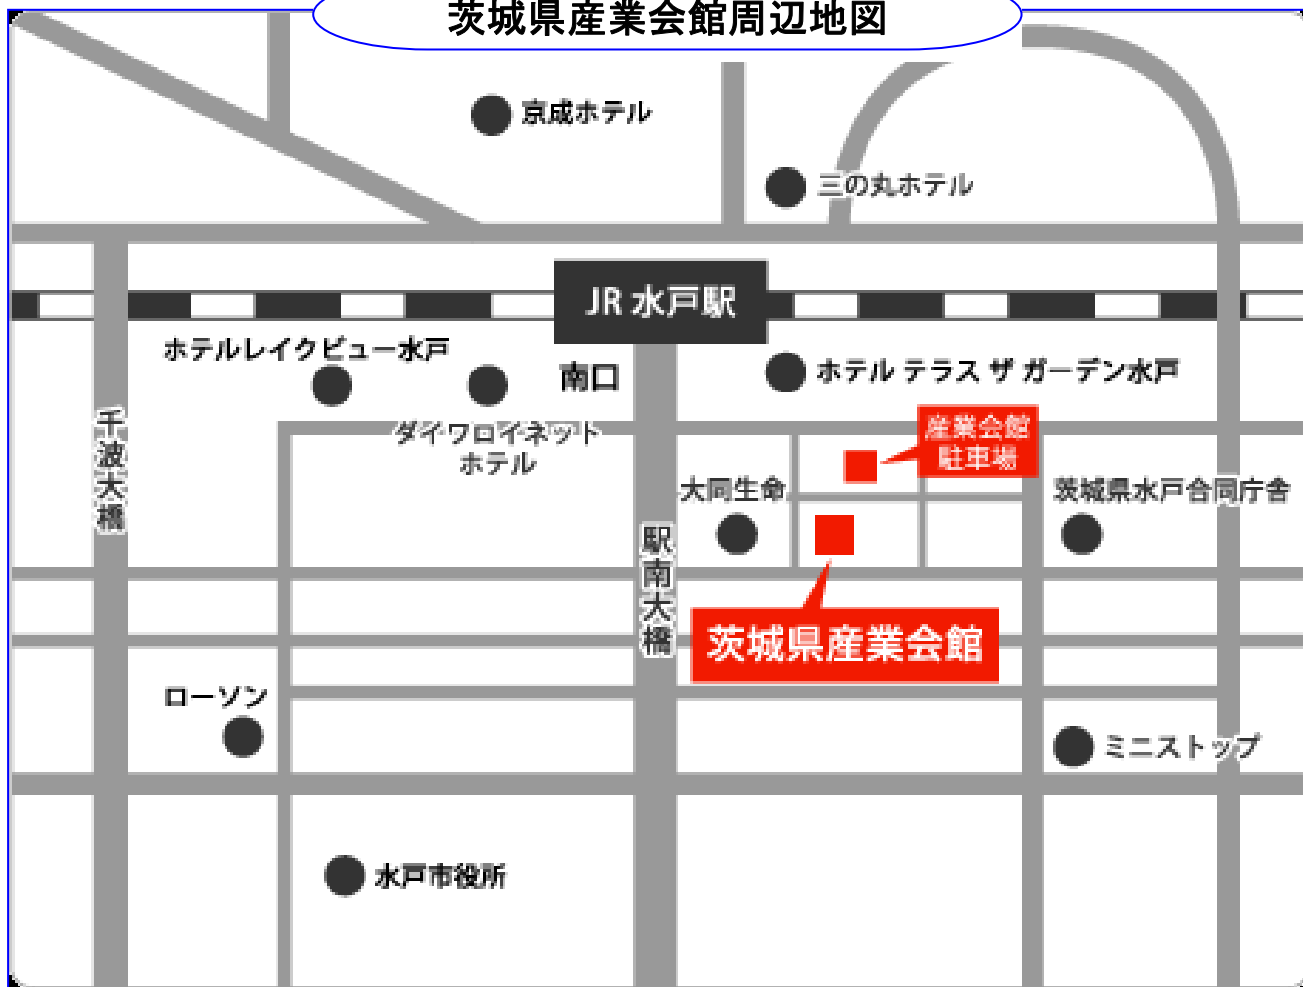 茨城県産業会館周辺地図
京成ホテル
三の丸ホテル
JR 水戸駅
ホテルレイクビュー水戸
南口
ホテル テラス ザ ガーデン水戸
ダイワロイネット
ホテル
千波大橋
産業会館
駐車場
大同生命
茨城県水戸合同庁舎
駅南大橋
茨城県産業会館
ローソン
ミニストップ
水戸市役所